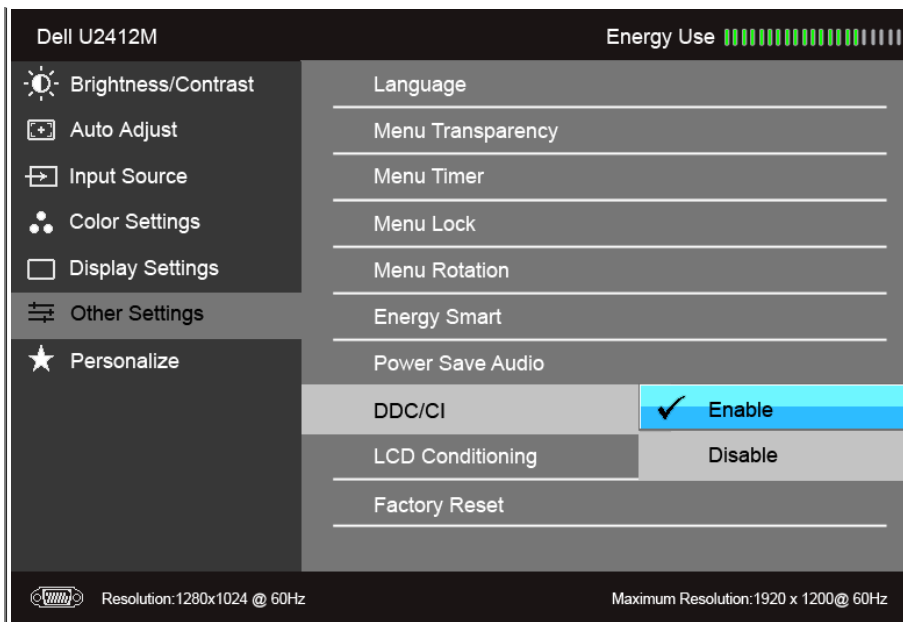 Dell U2412M Energy Use
Brightness/Contrast Language
Auto Adjust Menu Transparency
Input Source Menu Timer
Color Settings Menu Lock
Display Settings Menu Rotation
Other Settings Energy Smart
Personalize Power Save Audio
DDC/CI Enable
LCD Conditioning Disable
Factory Reset
Resolution:1280x1024 @ 60Hz Maximum Resolution:1920 x 1200@ 60Hz